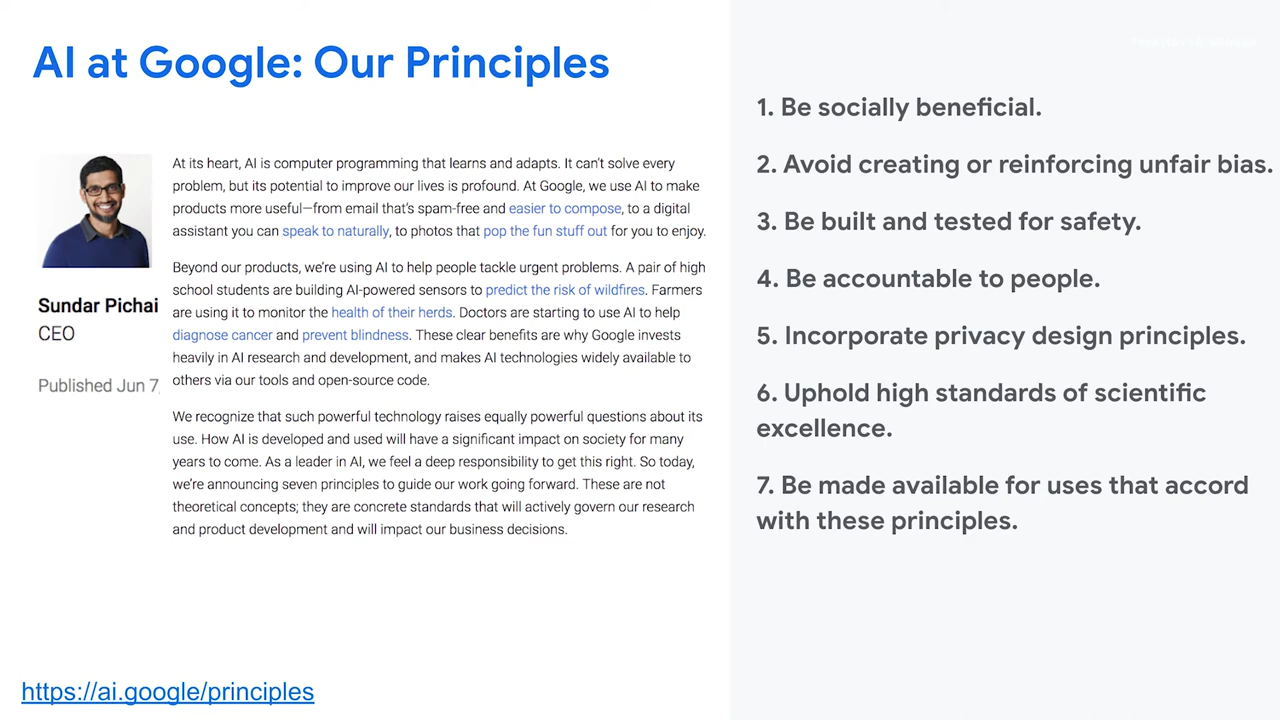 AI at Google: Our Principles
Sundar Pichai
CEO
Published Jun 7,
At its heart, AI is computer programming that learns and adapts. It can't solve every
problem, but its potential to improve our lives is profound. At Google, we use AI to make
products more useful—from email that's spam-free and easier to compose, to a digital
assistant you can speak to naturally, to photos that pop the fun stuff out for you to enjoy.
Beyond our products, we're using AI to help people tackle urgent problems. A pair of high
school students are building AI-powered sensors to predict the risk of wildfires. Farmers
are using it to monitor the health of their herds. Doctors are starting to use AI to help
diagnose cancer and prevent blindness. These clear benefits are why Google invests
heavily in AI research and development, and makes AI technologies widely available to
others via our tools and open-source code.
We recognize that such powerful technology raises equally powerful questions about its
use. How AI is developed and used will have a significant impact on society for many
years to come. As a leader in AI, we feel a deep responsibility to get this right. So today,
we're announcing seven principles to guide our work going forward. These are not
theoretical concepts; they are concrete standards that will actively govern our research
and product development and will impact our business decisions.
https://ai.google/principles
1. Be socially beneficial.
2. Avoid creating or reinforcing unfair bias.
3. Be built and tested for safety.
4. Be accountable to people.
5. Incorporate privacy design principles.
6. Uphold high standards of scientific
excellence.
7. Be made available for uses that accord
with these principles.